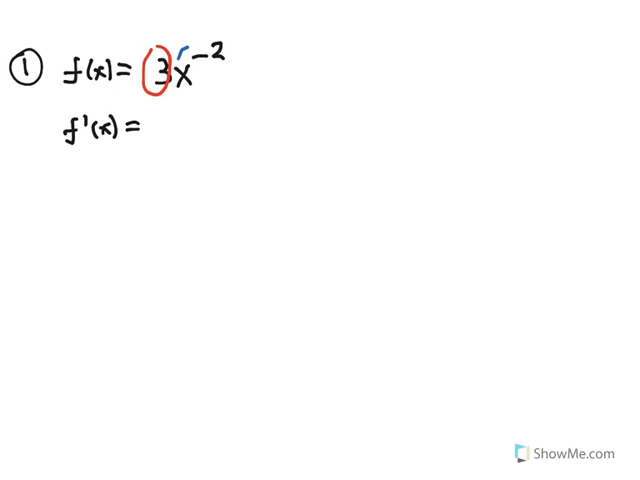 ① f(x) = 3x⁻²
f'(x) =
ShowMe.com